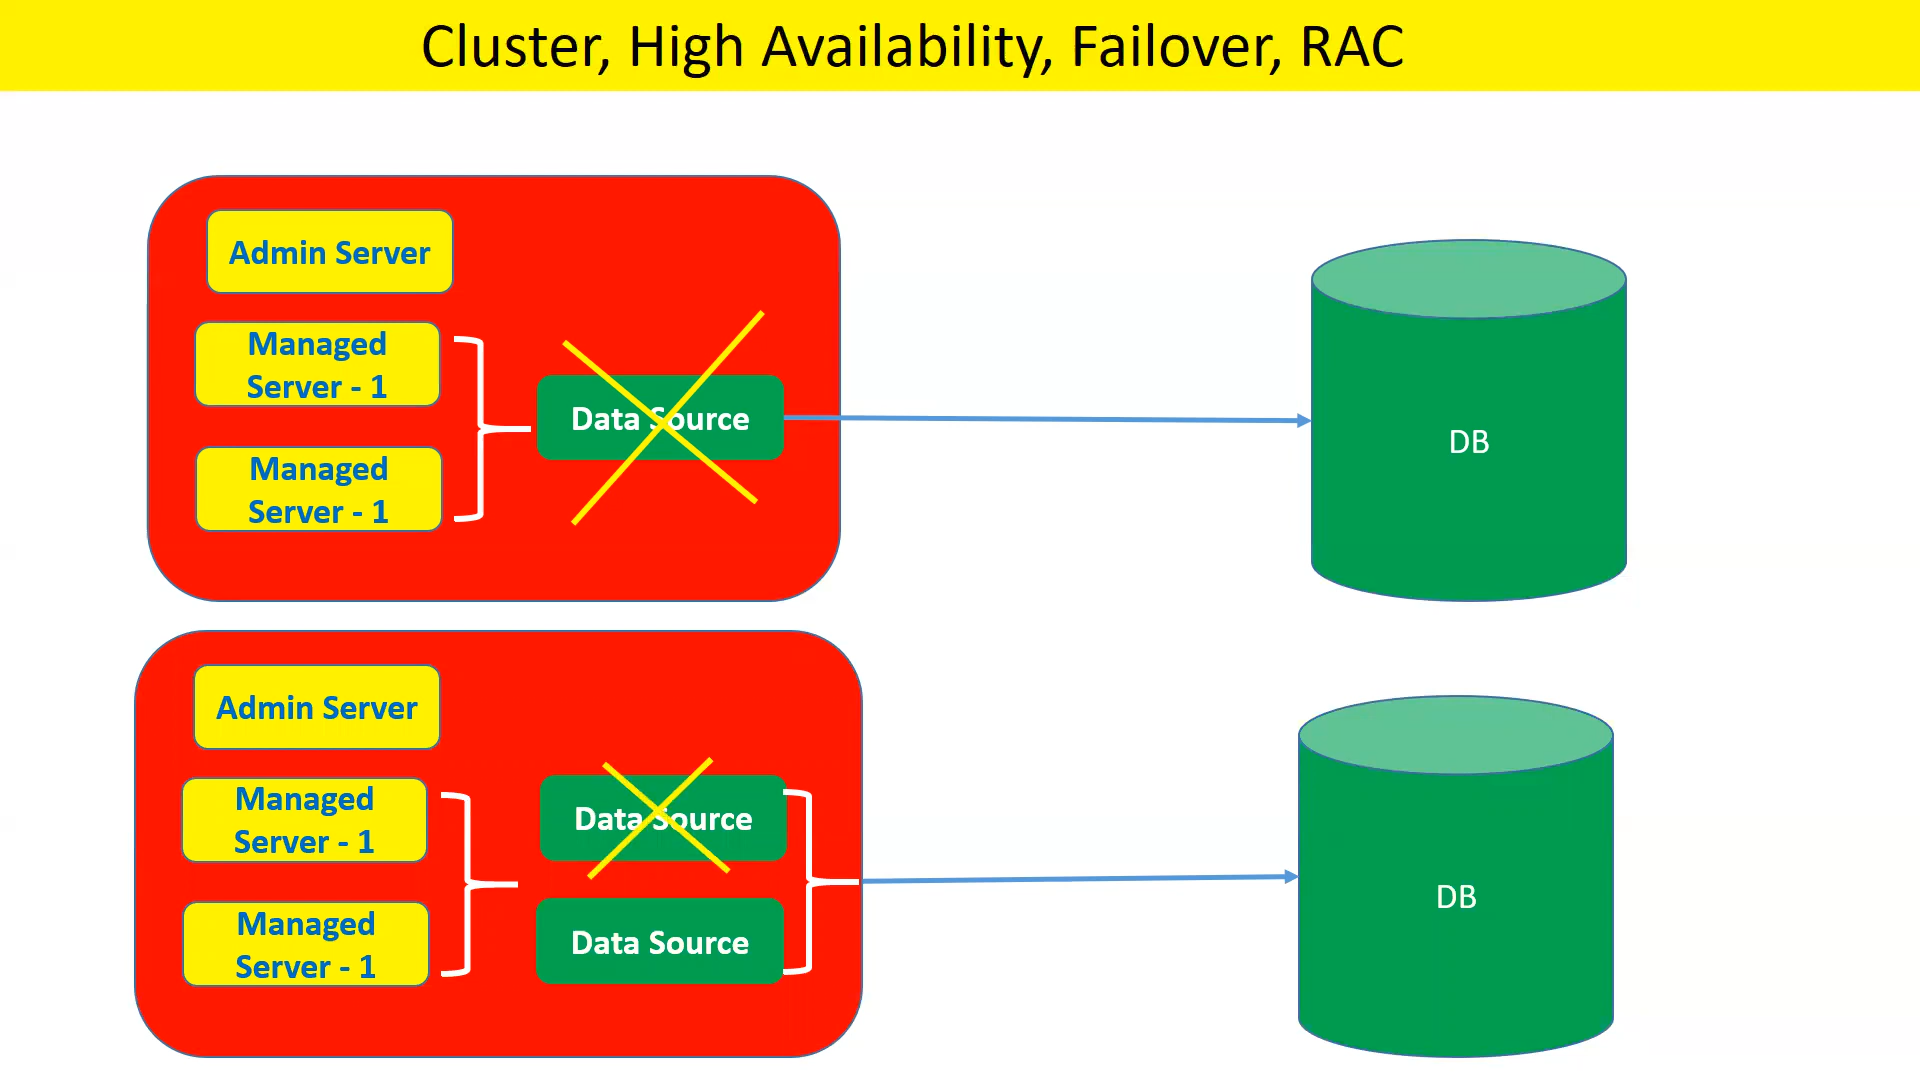 Cluster, High Availability, Failover, RAC
Admin Server
Managed
Server - 1
Data Source
DB
Managed
Server - 1
Admin Server
Managed
Server - 1
Data Source
DB
Managed
Server - 1
Data Source